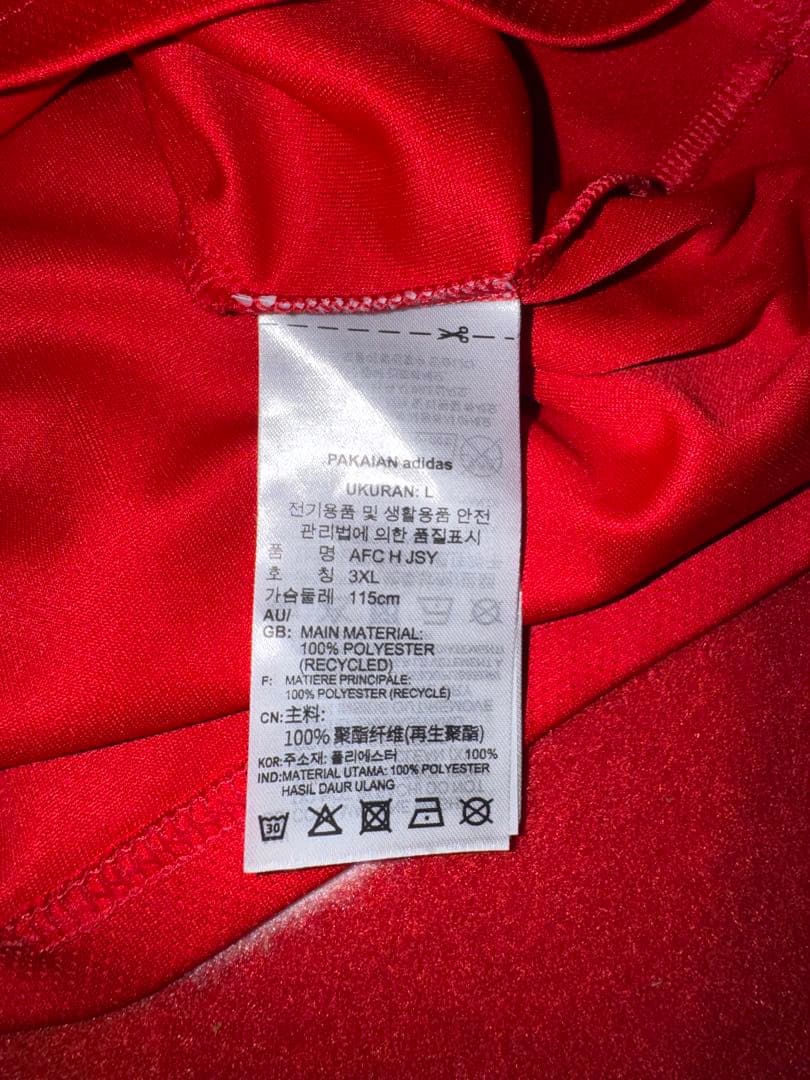 PAKAIAN adidas
UKURAN: L
전기용품 및 생활용품 안전
관리법에 의한 품질표시
품 명 AFC H JSY
호 칭 3XL
가슴둘레 115cm
AU/
GB: MAIN MATERIAL:
100% POLYESTER
(RECYCLED)
F: MATIERE PRINCIPALE:
100% POLYESTER (RECYCLÉ)
CN: 主料:
100% 聚酯纤维(再生聚酯)
KOR: 주소재: 폴리에스터 100%
IND: MATERIAL UTAMA: 100% POLYESTER
HASIL DAUR ULANG
30